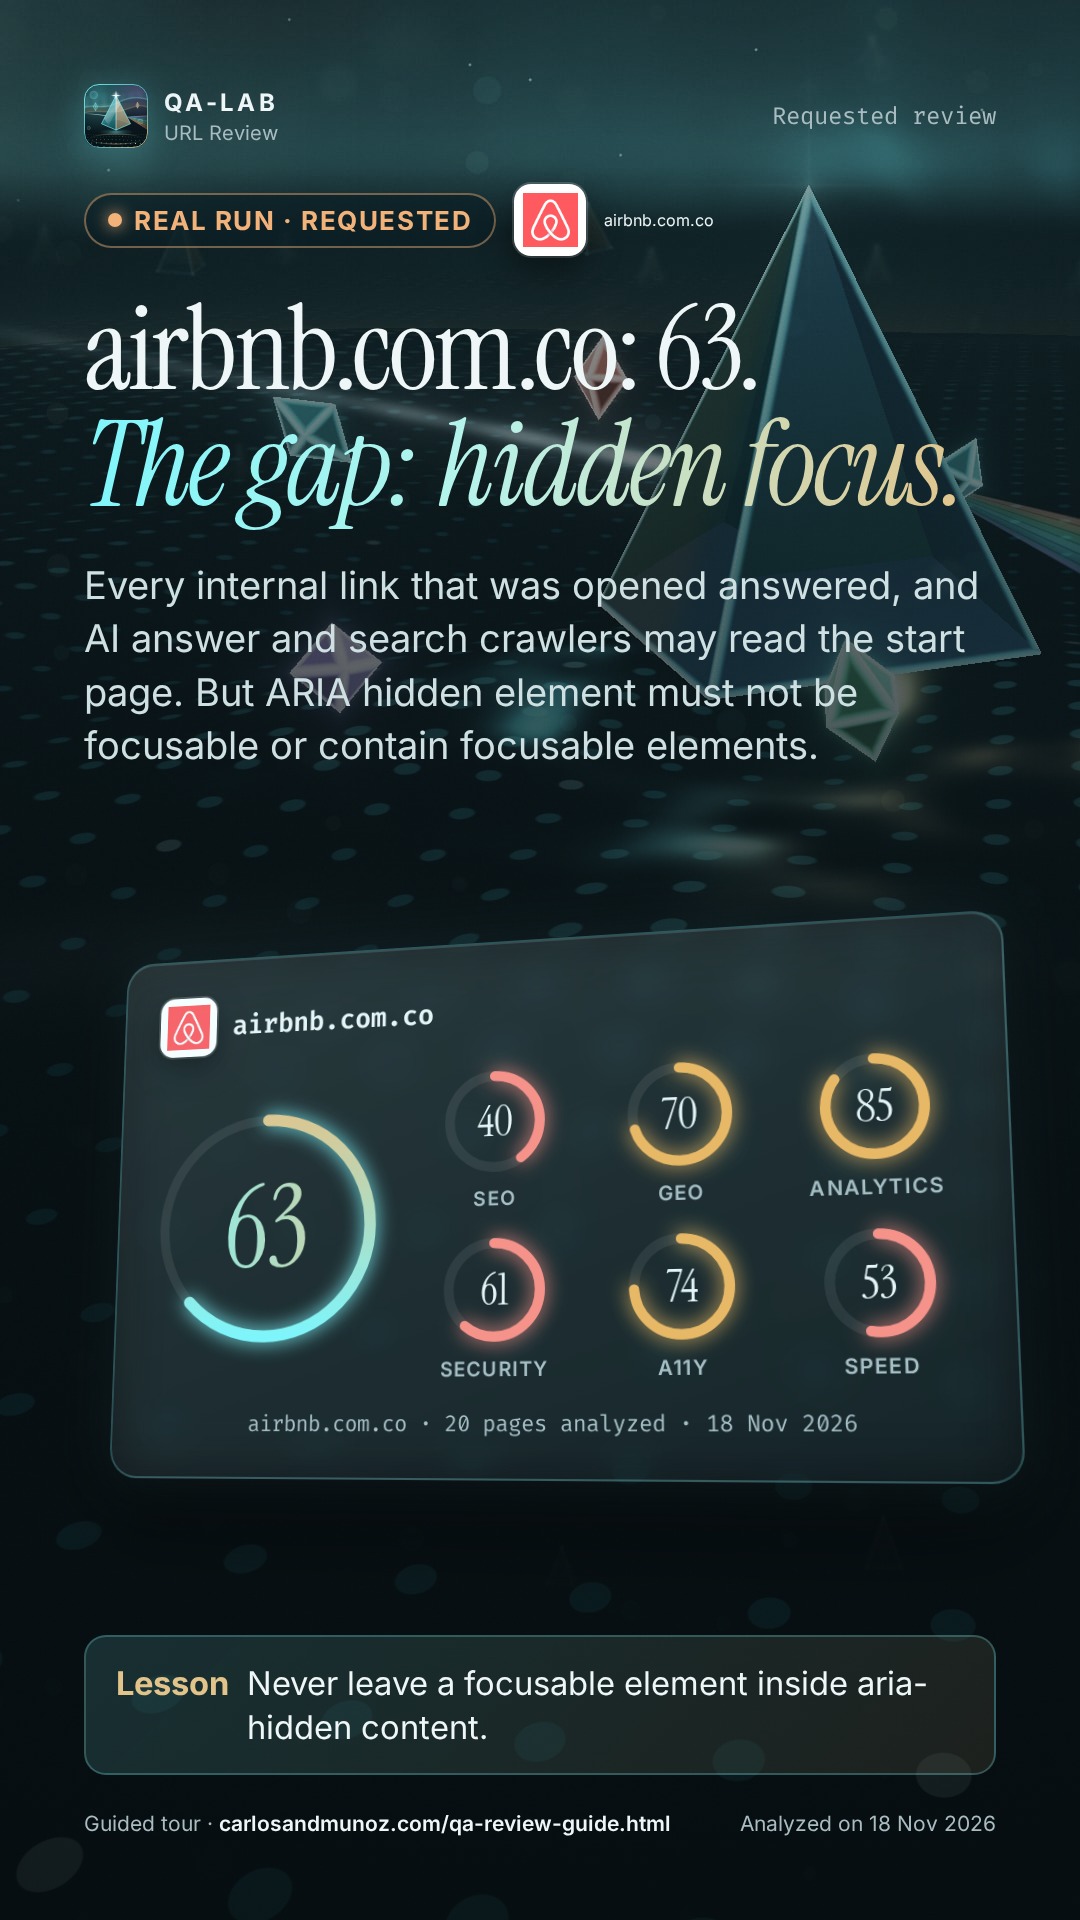 QA-LAB
URL Review
Requested review
REAL RUN · REQUESTED
airbnb.com.co
airbnb.com.co: 63.
The gap: hidden focus.
Every internal link that was opened answered, and
AI answer and search crawlers may read the start
page. But ARIA hidden element must not be
focusable or contain focusable elements.
airbnb.com.co
63
40
SEO
70
GEO
85
ANALYTICS
61
SECURITY
74
A11Y
53
SPEED
airbnb.com.co · 20 pages analyzed · 18 Nov 2026
Lesson Never leave a focusable element inside aria-
hidden content.
Guided tour · carlosandmunoz.com/qa-review-guide.html
Analyzed on 18 Nov 2026